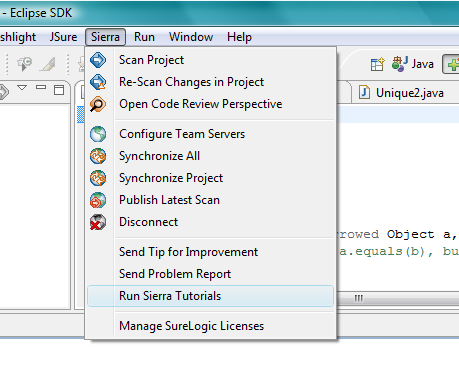 - Eclipse SDK
shlight JSure Sierra Run Window Help
Scan Project
Re-Scan Changes in Project
Open Code Review Perspective
Configure Team Servers
Synchronize All
Synchronize Project
Publish Latest Scan
Disconnect
Send Tip for Improvement
Send Problem Report
Run Sierra Tutorials
Manage SureLogic Licenses
Java
Unique2.java
rowed Object a,
a.equals(b), bu